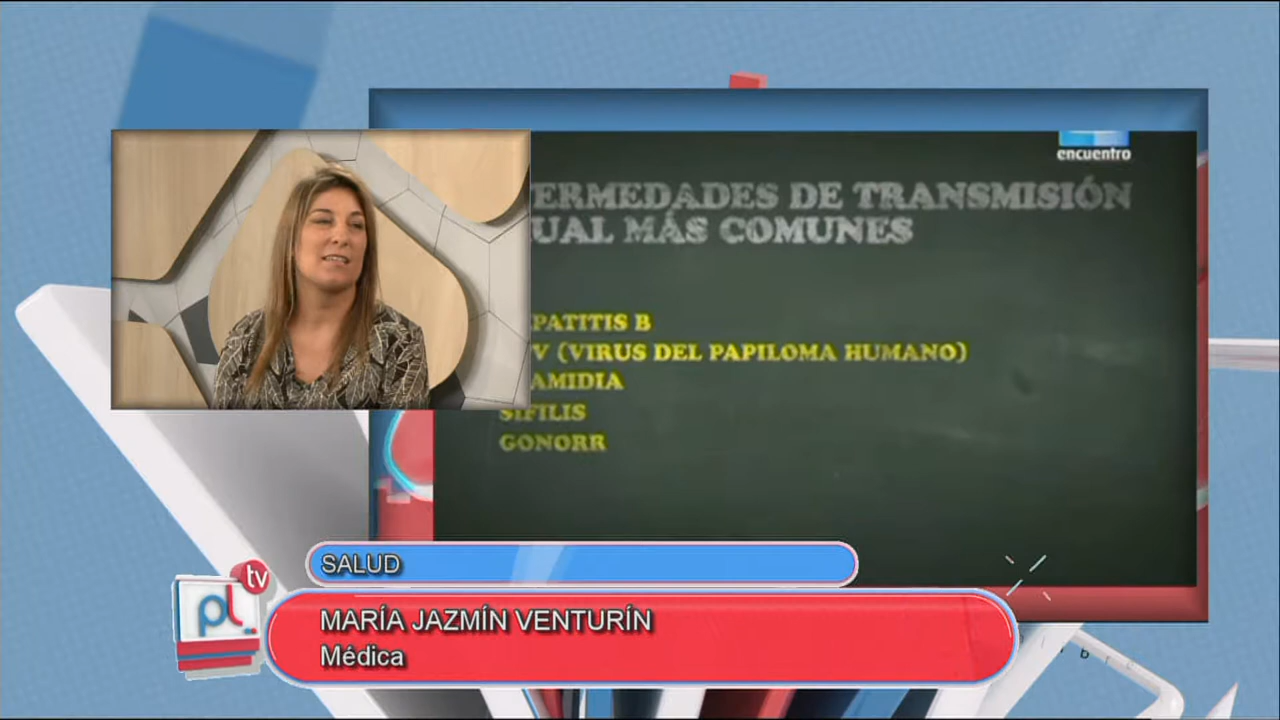 encuentro
ERMEDADES DE TRANSMISIÓN
UAL MÁS COMUNES
PATITIS B
V (VIRUS DEL PAPILOMA HUMANO)
AMIDIA
SÍFILIS
GONORR
SALUD
tv
pl
MARÍA JAZMÍN VENTURÍN
Médica